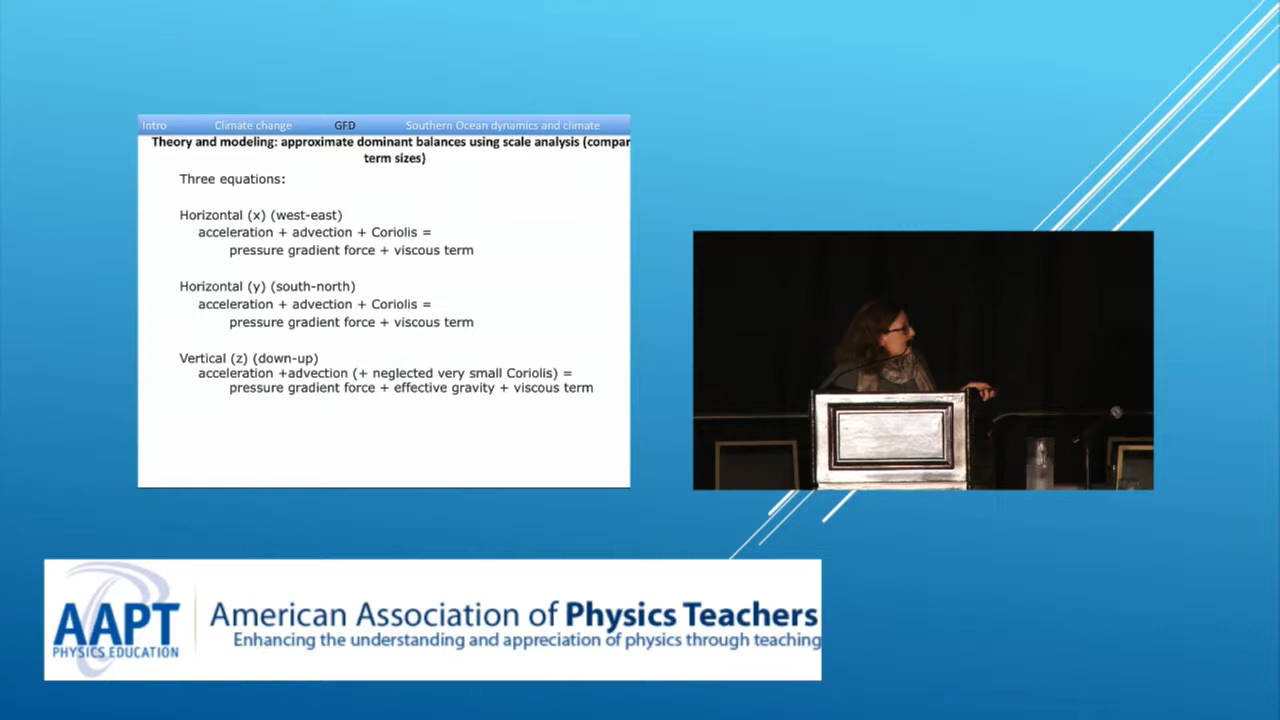 Intro Climate change GFD Southern Ocean dynamics and climate
Theory and modeling: approximate dominant balances using scale analysis (compar
term sizes)
Three equations:
Horizontal (x) (west-east)
acceleration + advection + Coriolis =
pressure gradient force + viscous term
Horizontal (y) (south-north)
acceleration + advection + Coriolis =
pressure gradient force + viscous term
Vertical (z) (down-up)
acceleration +advection (+ neglected very small Coriolis) =
pressure gradient force + effective gravity + viscous term
AAPT
PHYSICS EDUCATION
American Association of Physics Teachers
Enhancing the understanding and appreciation of physics through teaching